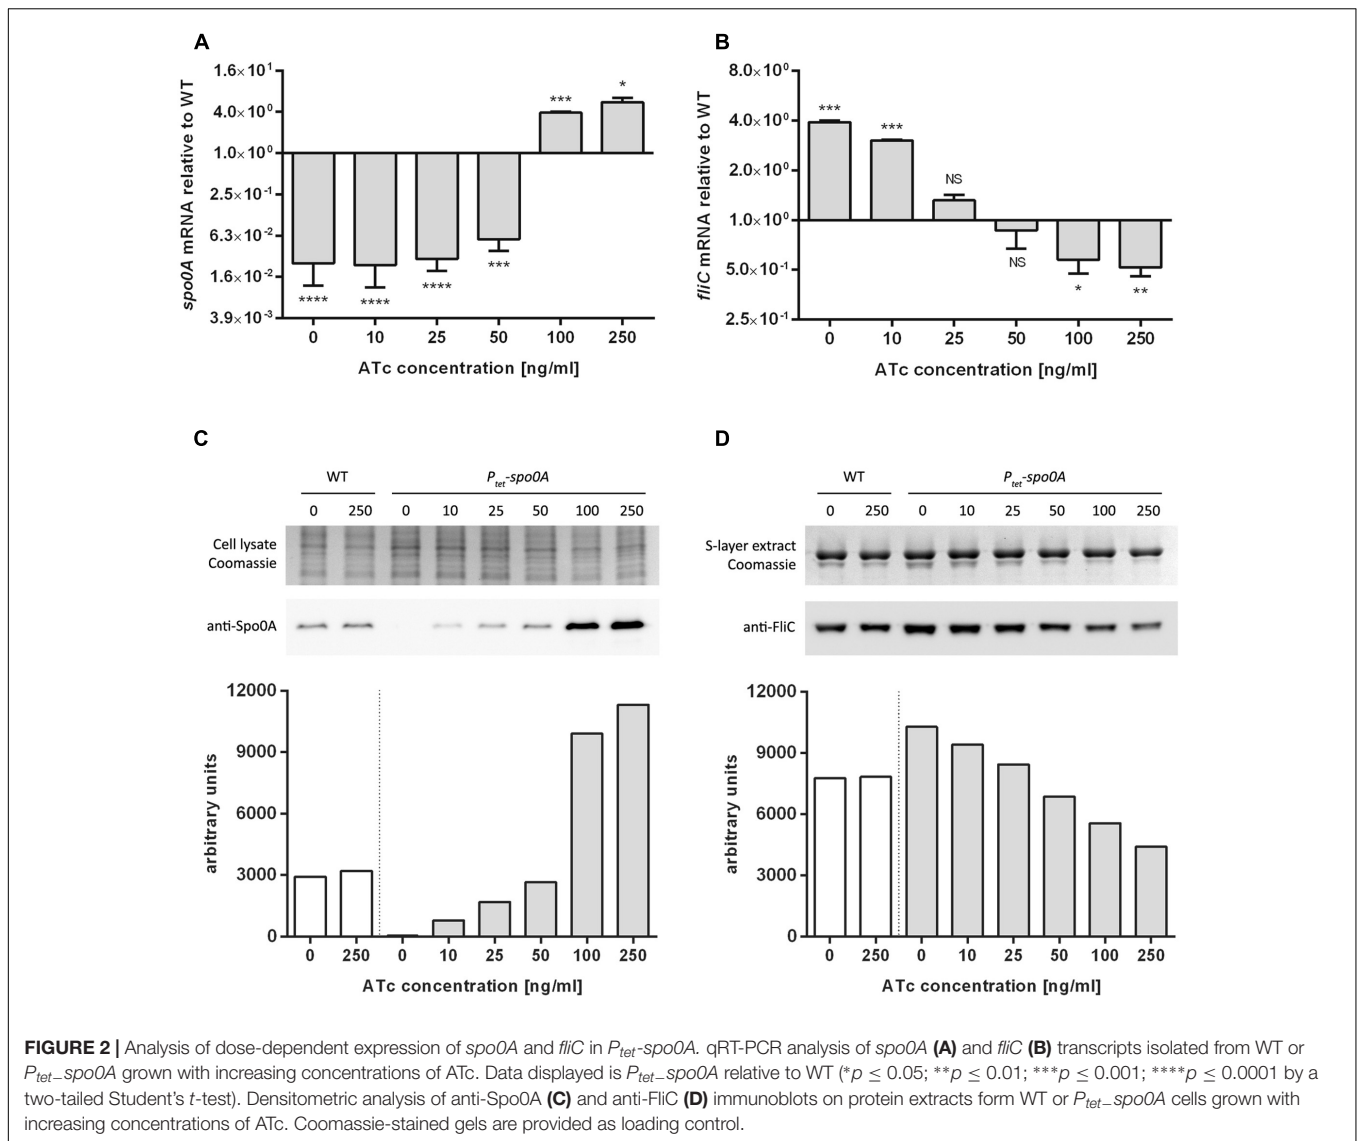 A
spo0A mRNA relative to WT
1.6×10¹
4.0×10⁰
1.0×10⁰
2.5×10⁻¹
6.3×10⁻²
1.6×10⁻²
3.9×10⁻³
**** **** **** *** *** *
0 10 25 50 100 250
ATc concentration [ng/ml]
B
fliC mRNA relative to WT
8.0×10⁰
4.0×10⁰
2.0×10⁰
1.0×10⁰
5.0×10⁻¹
2.5×10⁻¹
*** *** NS NS * **
0 10 25 50 100 250
ATc concentration [ng/ml]
C
WT Ptet-spo0A
0 250 0 10 25 50 100 250
Cell lysate
Coomassie
anti-Spo0A
arbitrary units
12000
9000
6000
3000
0
0 250 0 10 25 50 100 250
ATc concentration [ng/ml]
D
WT Ptet-spo0A
0 250 0 10 25 50 100 250
S-layer extract
Coomassie
anti-FliC
arbitrary units
12000
9000
6000
3000
0
0 250 0 10 25 50 100 250
ATc concentration [ng/ml]
FIGURE 2 | Analysis of dose-dependent expression of spo0A and fliC in Ptet-spo0A. qRT-PCR analysis of spo0A (A) and fliC (B) transcripts isolated from WT or
Ptet–spo0A grown with increasing concentrations of ATc. Data displayed is Ptet–spo0A relative to WT (*p ≤ 0.05; **p ≤ 0.01; ***p ≤ 0.001; ****p ≤ 0.0001 by a
two-tailed Student's t-test). Densitometric analysis of anti-Spo0A (C) and anti-FliC (D) immunoblots on protein extracts form WT or Ptet–spo0A cells grown with
increasing concentrations of ATc. Coomassie-stained gels are provided as loading control.